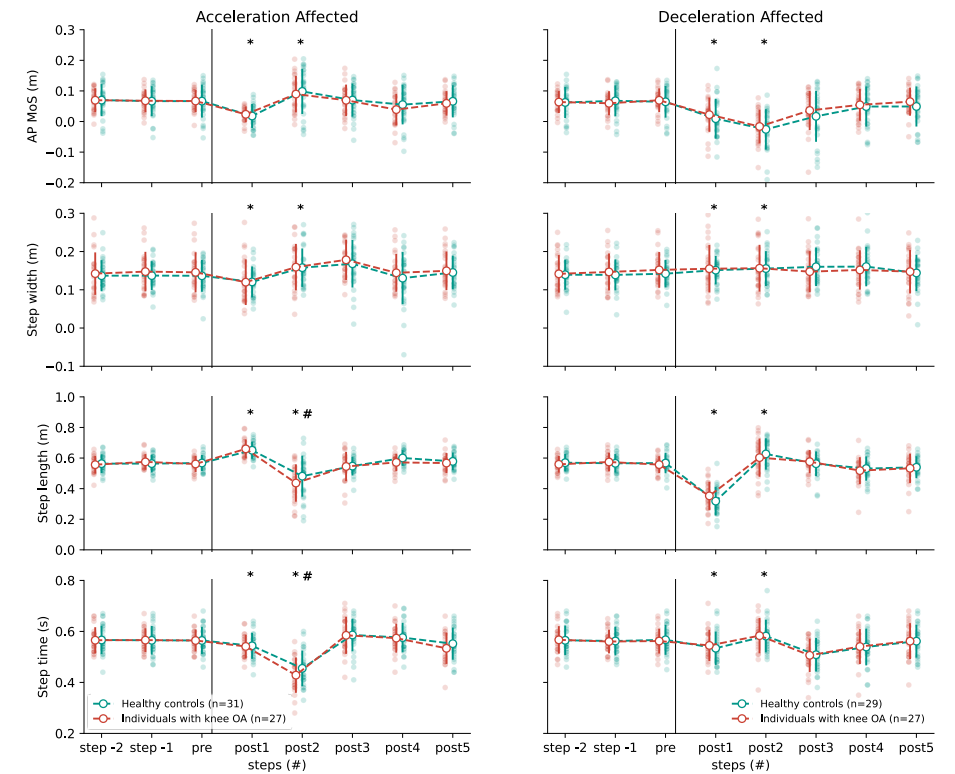 Acceleration Affected
Deceleration Affected
AP MoS (m)
0.3
0.2
0.1
0.0
−0.1
−0.2
* *
* *
Step width (m)
0.3
0.2
0.1
0.0
−0.1
* *
* *
Step length (m)
1.0
0.8
0.6
0.4
0.2
0.0
* * #
* *
Step time (s)
0.8
0.6
0.4
0.2
* * #
* *
Healthy controls (n=31)
Individuals with knee OA (n=27)
Healthy controls (n=29)
Individuals with knee OA (n=27)
step -2 step -1 pre post1 post2 post3 post4 post5
steps (#)
step -2 step -1 pre post1 post2 post3 post4 post5
steps (#)